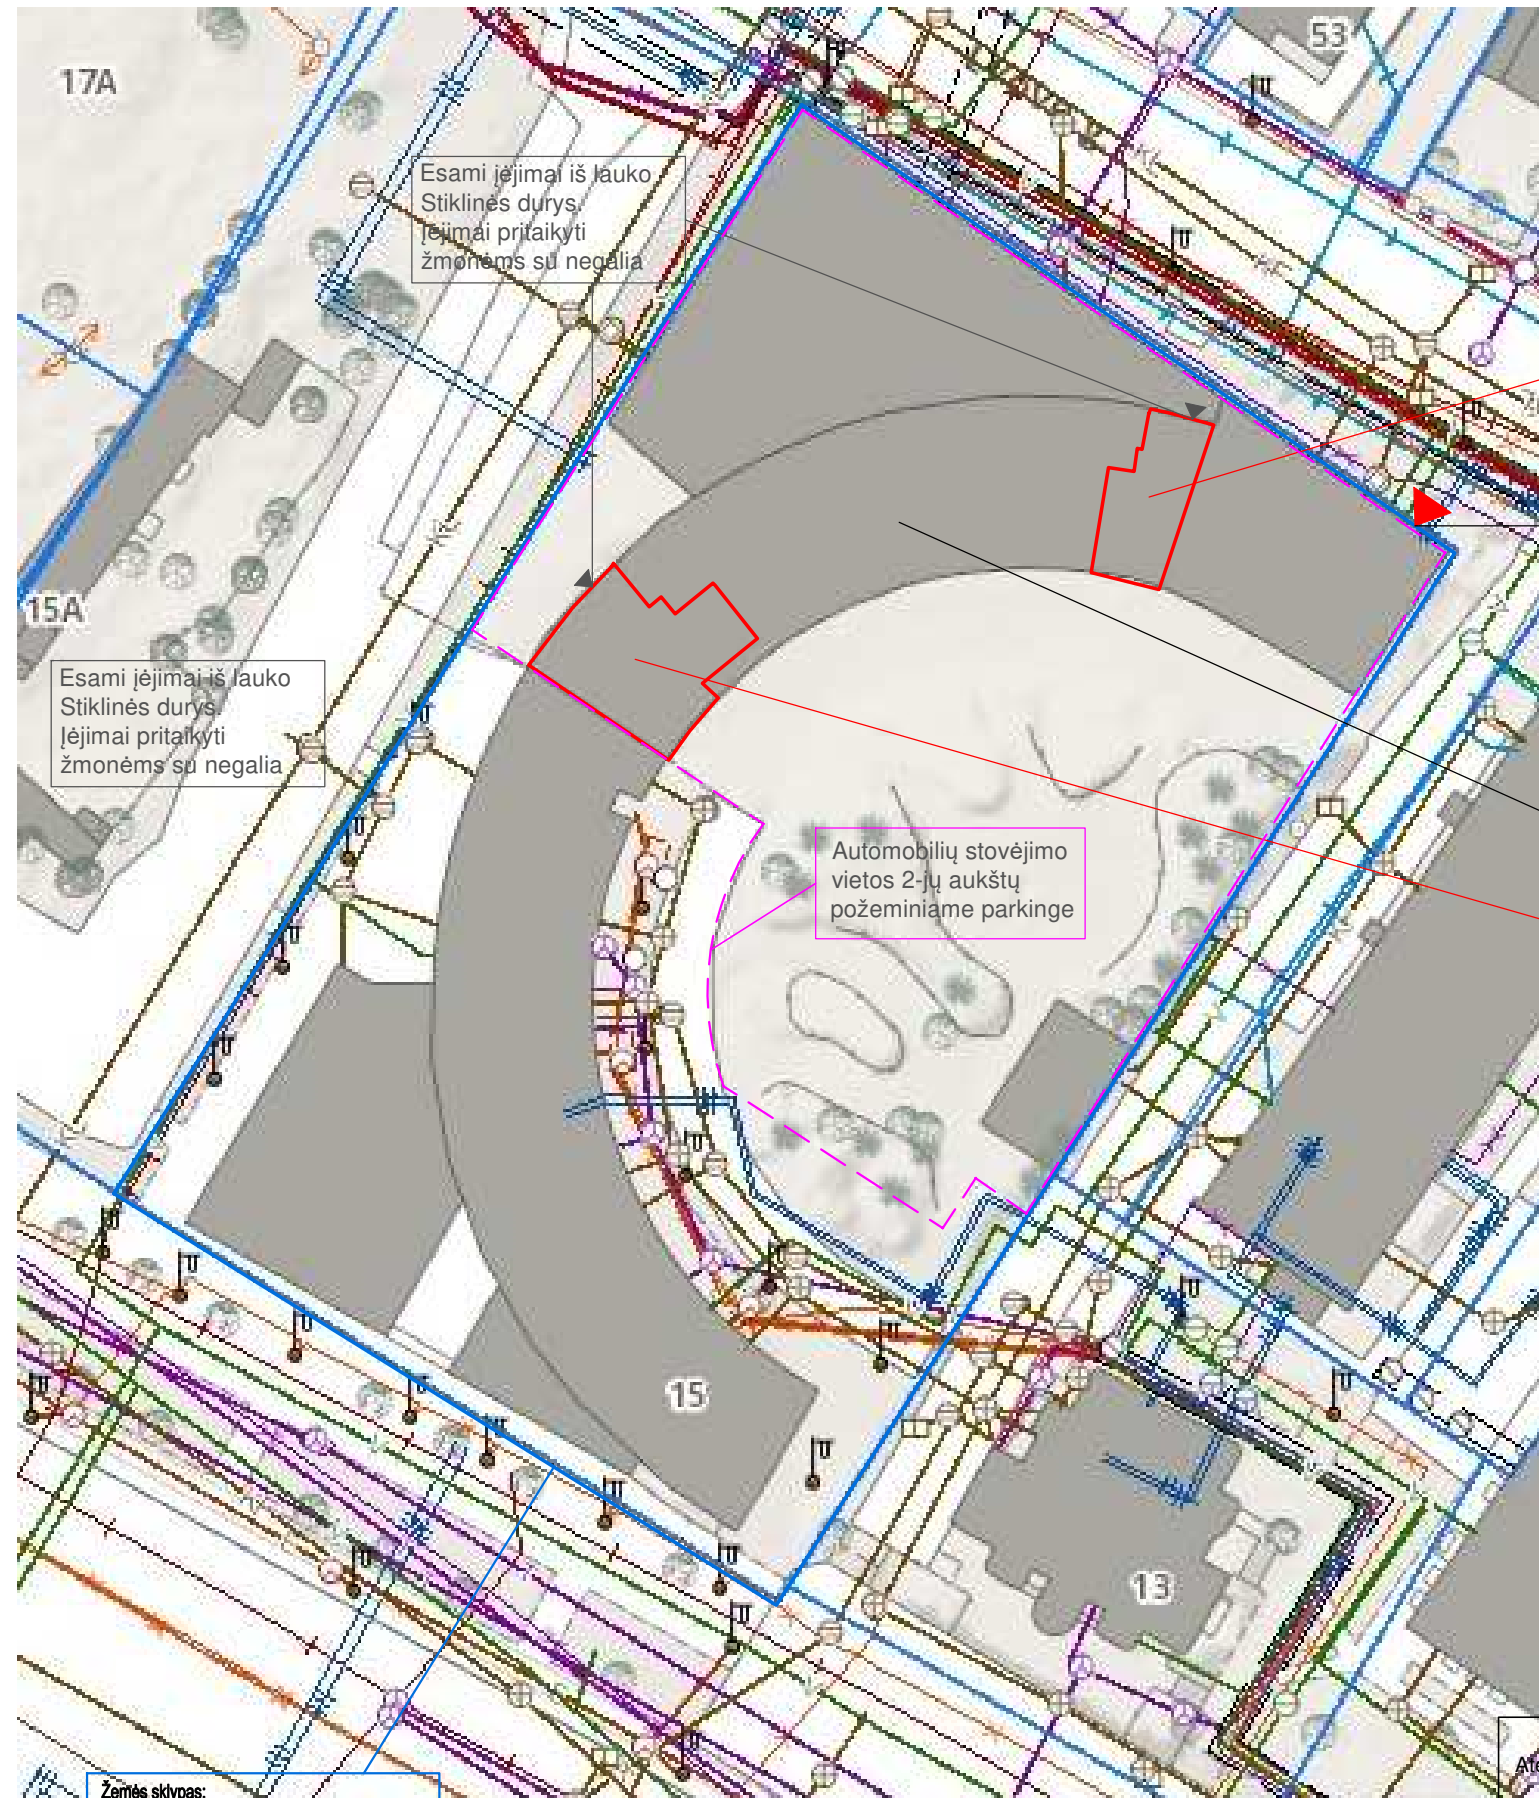 53
17A
Esami įėjimai iš lauko
Stiklinės durys.
Įėjimai pritaikyti
žmonėms su negalia
15A
Esami įėjimai iš lauko
Stiklinės durys.
Įėjimai pritaikyti
žmonėms su negalia
Automobilių stovėjimo
vietos 2-jų aukštų
požeminiame parkinge
15
13
Žemės sklypas: